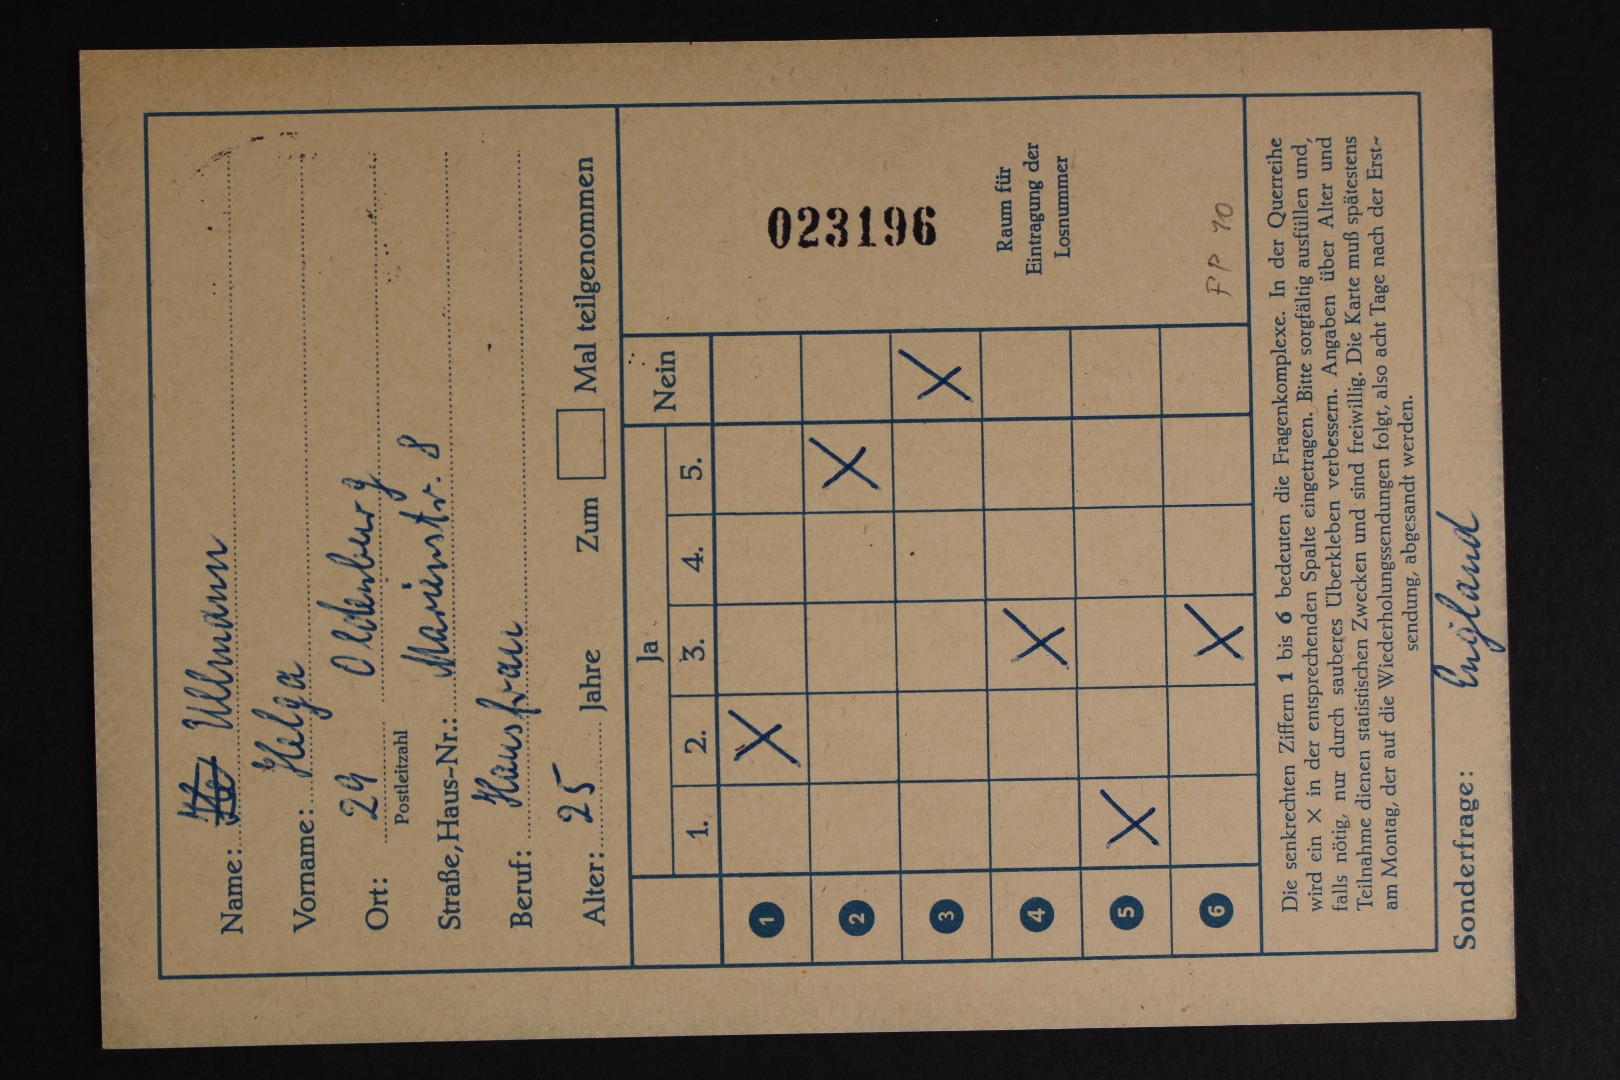 Name: Ullmann
Vorname: Helga
Ort: 29 Oldenburg
Postleitzahl
Straße, Haus-Nr.: Marienstr. 8
Beruf: Hausfrau
Alter: 25 Jahre Zum Mal teilgenommen
Ja Nein
1. 2. 3. 4. 5.
1 X
2 X
3 X
4 X
5 X
6 X
023196
Raum für
Eintragung der
Losnummer
FP 10
Die senkrechten Ziffern 1 bis 6 bedeuten die Fragenkomplexe. In der Querreihe
wird ein × in der entsprechenden Spalte eingetragen. Bitte sorgfältig ausfüllen und,
falls nötig, nur durch sauberes Überkleben verbessern. Angaben über Alter und
Teilnahme dienen statistischen Zwecken und sind freiwillig. Die Karte muß spätestens
am Montag, der auf die Wiederholungssendungen folgt, also acht Tage nach der Erst-
sendung, abgesandt werden.
Sonderfrage: England